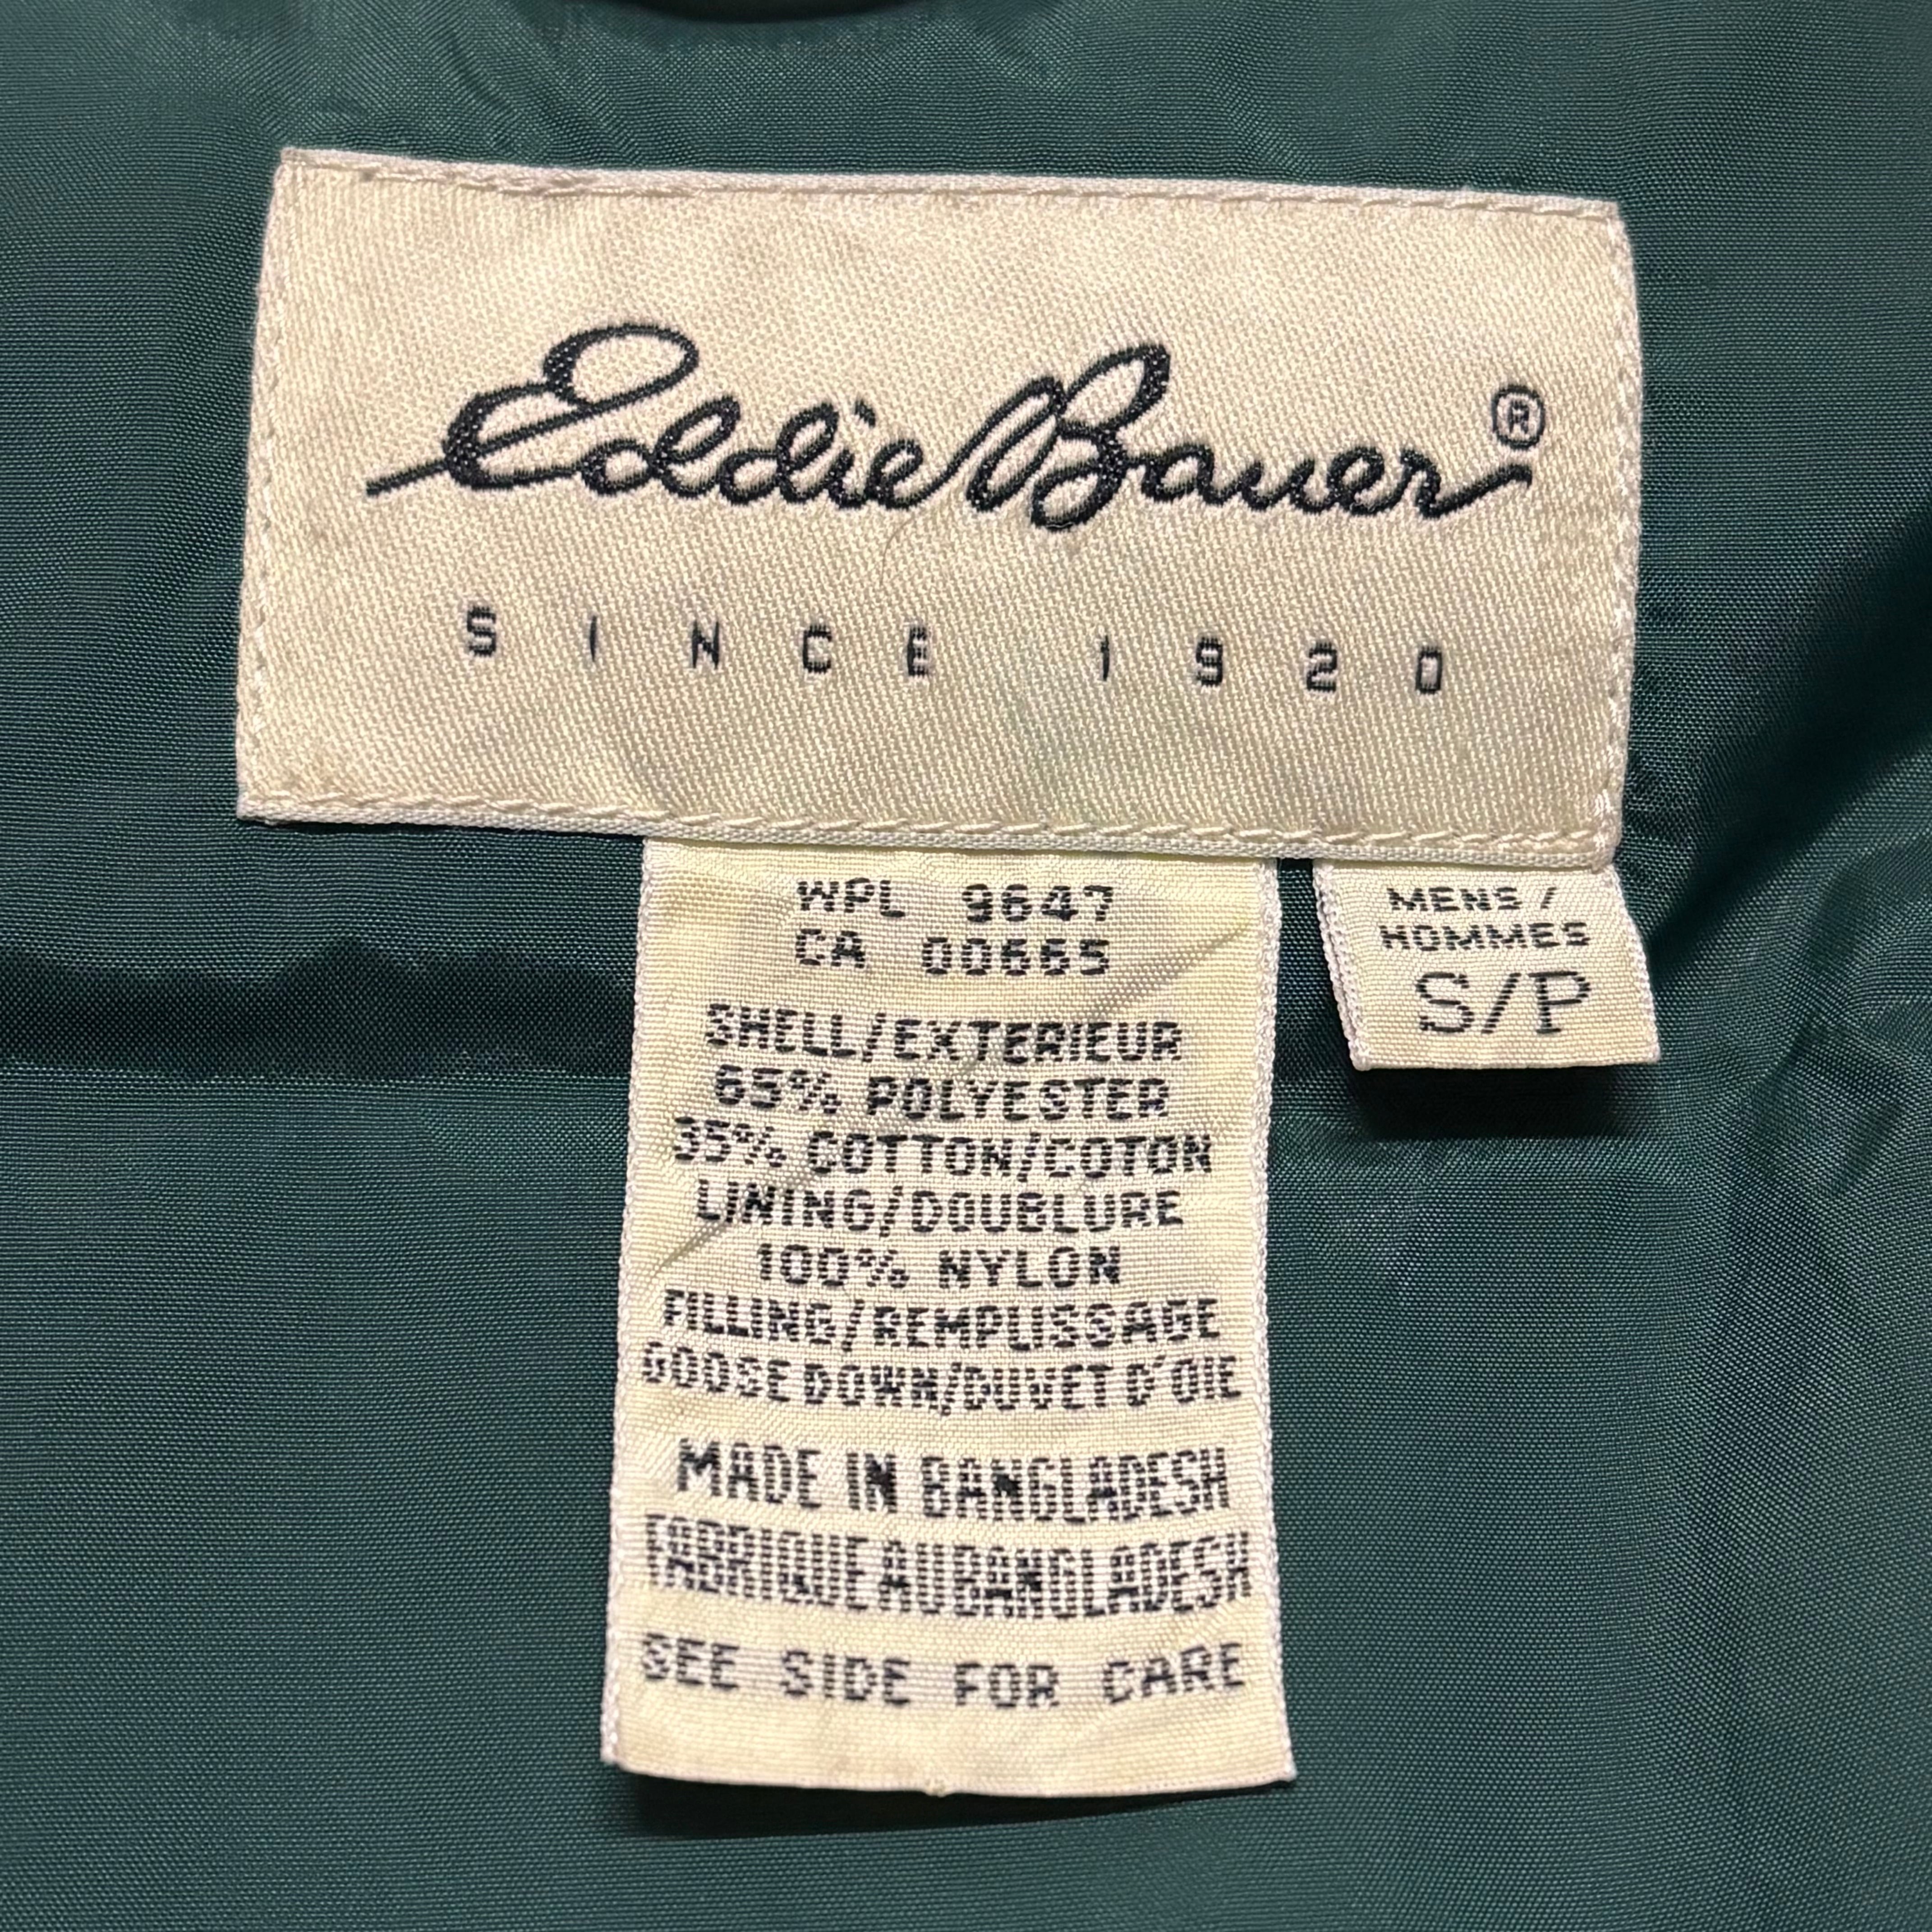 Eddie Bauer®
SINCE 1920
WPL 9647
CA 00665
SHELL/EXTERIEUR
65% POLYESTER
35% COTTON/COTON
LINING/DOUBLURE
100% NYLON
FILLING/REMPLISSAGE
GOOSE DOWN/DUVET D'OIE
MADE IN BANGLADESH
FABRIQUE AU BANGLADESH
SEE SIDE FOR CARE
MENS/
HOMMES
S/P